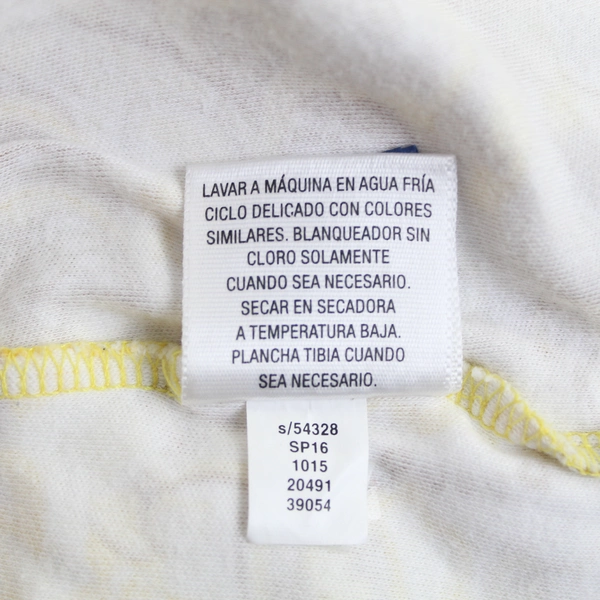 LAVAR A MÁQUINA EN AGUA FRÍA
CICLO DELICADO CON COLORES
SIMILARES. BLANQUEADOR SIN
CLORO SOLAMENTE
CUANDO SEA NECESARIO.
SECAR EN SECADORA
A TEMPERATURA BAJA.
PLANCHA TIBIA CUANDO
SEA NECESARIO.
s/54328
SP16
1015
20491
39054